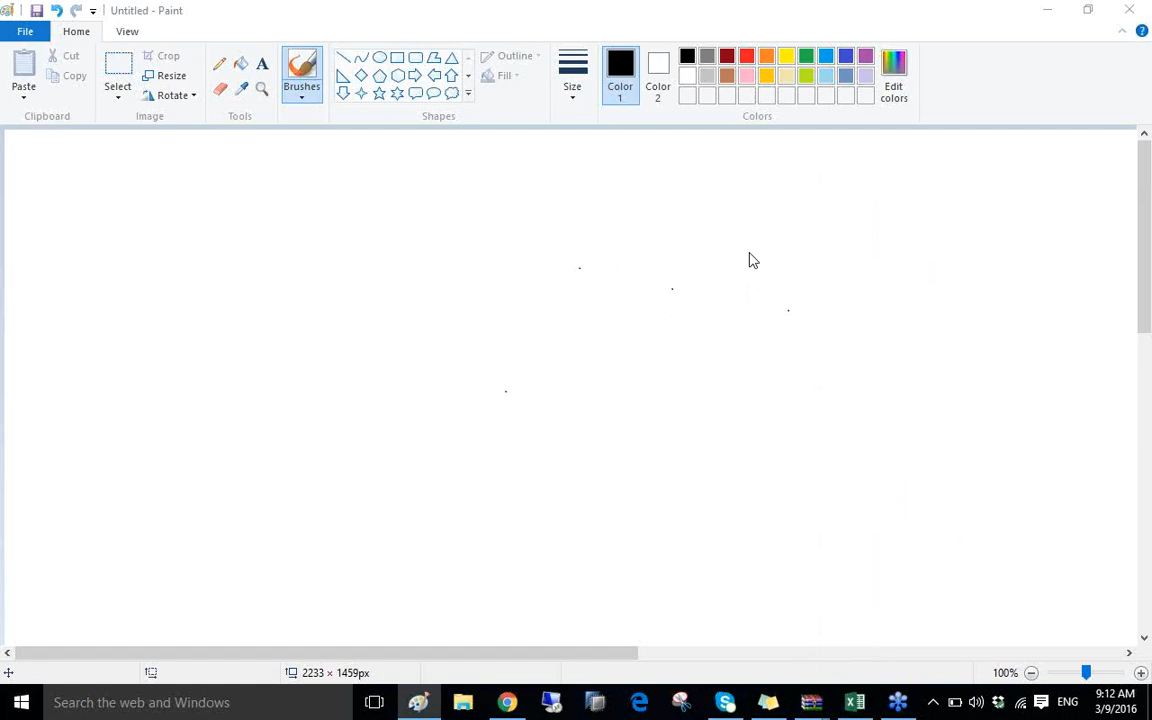 Untitled - Paint
File Home View
Cut
Crop
Outline
Copy
Resize
Fill
Paste
Select
Rotate
Brushes
Size
Color 1
Color 2
Edit colors
Clipboard
Image
Tools
Shapes
Colors
2233 × 1459px
100%
Search the web and Windows
ENG
9:12 AM
3/9/2016